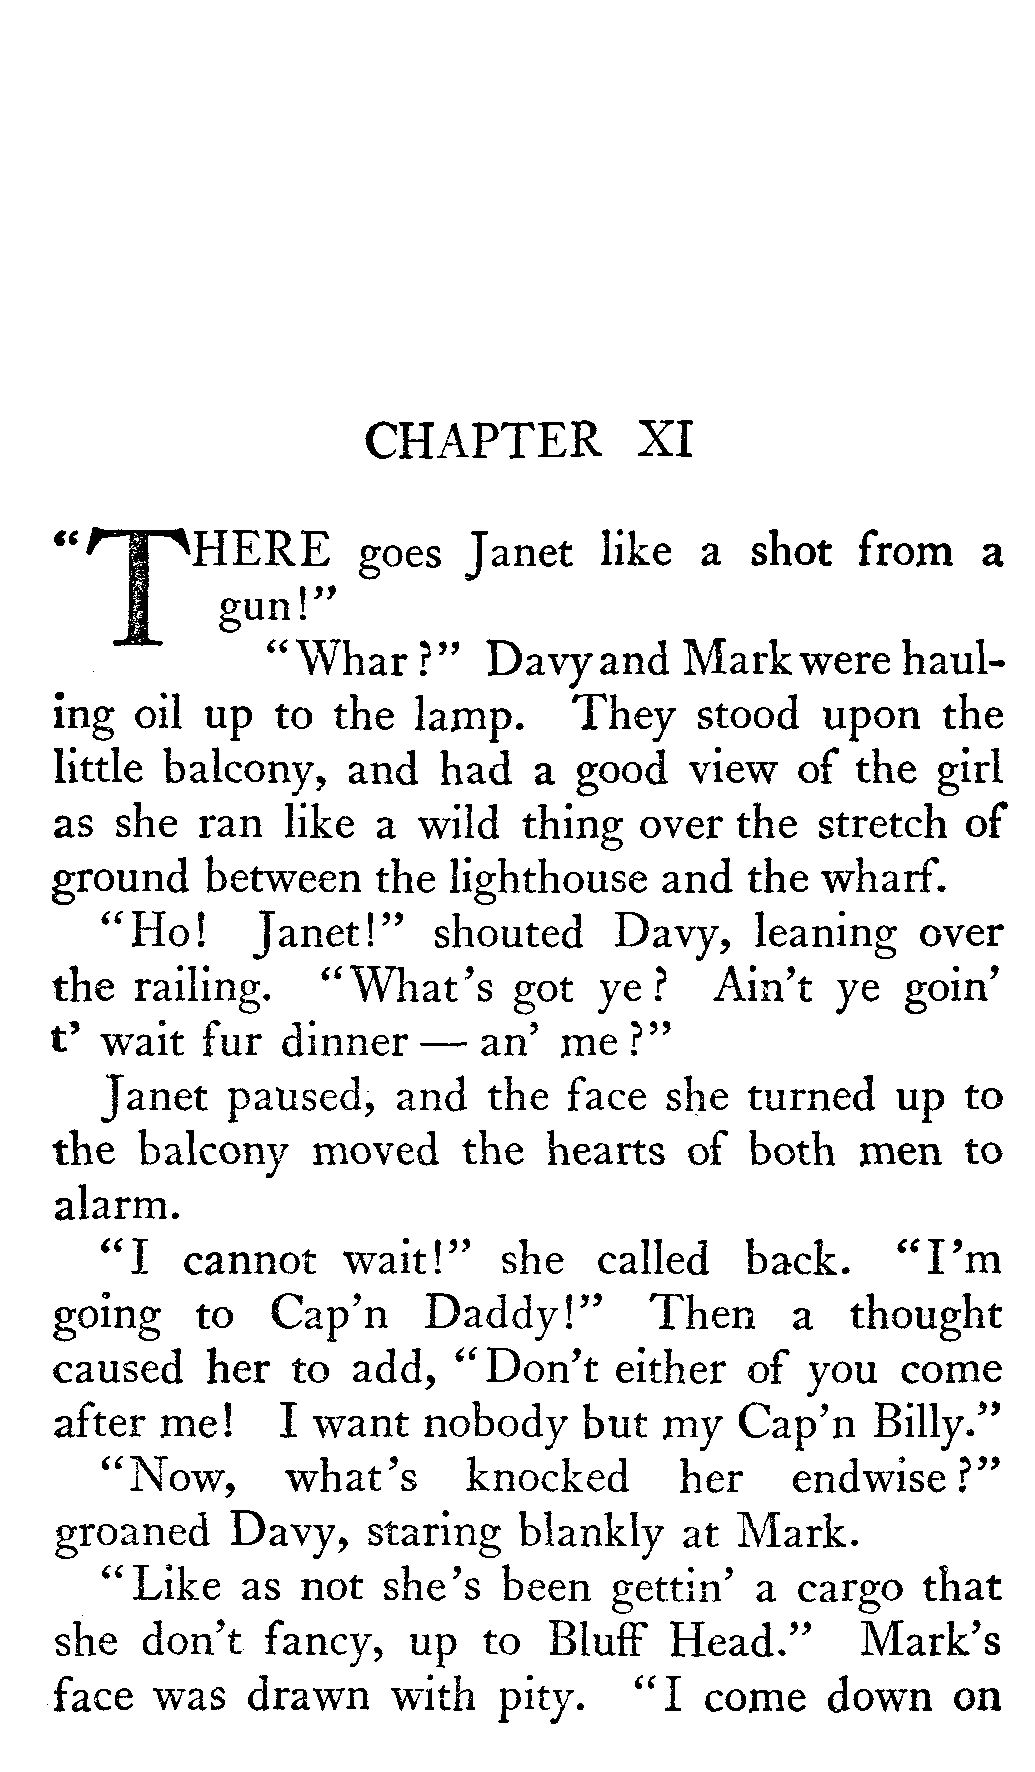 CHAPTER XI
“THERE goes Janet like a shot from a
gun!”
“Whar?” Davy and Mark were haul-
ing oil up to the lamp. They stood upon the
little balcony, and had a good view of the girl
as she ran like a wild thing over the stretch of
ground between the lighthouse and the wharf.
“Ho! Janet!” shouted Davy, leaning over
the railing. “What’s got ye? Ain’t ye goin’
t’ wait fur dinner — an’ me?”
Janet paused, and the face she turned up to
the balcony moved the hearts of both men to
alarm.
“I cannot wait!” she called back. “I’m
going to Cap’n Daddy!” Then a thought
caused her to add, “Don’t either of you come
after me! I want nobody but my Cap’n Billy.”
“Now, what’s knocked her endwise?”
groaned Davy, staring blankly at Mark.
“Like as not she’s been gettin’ a cargo that
she don’t fancy, up to Bluff Head.” Mark’s
face was drawn with pity. “I come down on